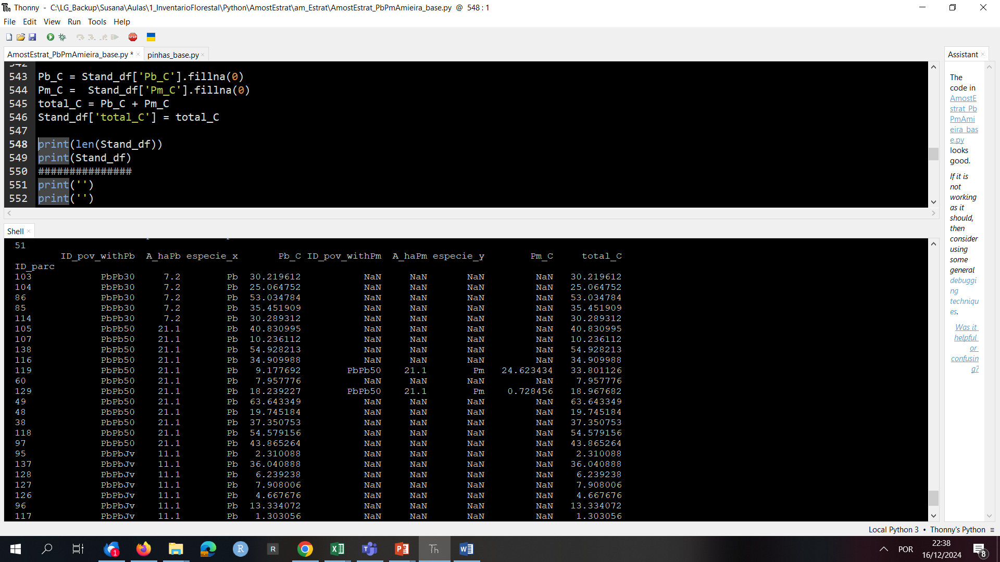 Thonny - C:\LG_Backup\Susana\Aulas\1_InventarioFlorestal\Python\AmostEstrat\am_Estrat\AmostEstrat_PbPmAmieira_base.py @ 548 : 1
File Edit View Run Tools Help
STOP
AmostEstrat_PbPmAmieira_base.py * × pinhas_base.py ×
542
543 Pb_C = Stand_df['Pb_C'].fillna(0)
544 Pm_C =  Stand_df['Pm_C'].fillna(0)
545 total_C = Pb_C + Pm_C
546 Stand_df['total_C'] = total_C
547
548 print(len(Stand_df))
549 print(Stand_df)
550 ###############
551 print('')
552 print('')
Shell ×
51
ID_pov_withPb A_haPb especie_x Pb_C ID_pov_withPm A_haPm especie_y Pm_C total_C
ID_parc
103 PbPb30 7.2 Pb 30.219612 NaN NaN NaN NaN 30.219612
104 PbPb30 7.2 Pb 25.064752 NaN NaN NaN NaN 25.064752
86 PbPb30 7.2 Pb 53.034784 NaN NaN NaN NaN 53.034784
85 PbPb30 7.2 Pb 35.451909 NaN NaN NaN NaN 35.451909
114 PbPb30 7.2 Pb 30.289312 NaN NaN NaN NaN 30.289312
105 PbPb50 21.1 Pb 40.830995 NaN NaN NaN NaN 40.830995
107 PbPb50 21.1 Pb 10.236112 NaN NaN NaN NaN 10.236112
138 PbPb50 21.1 Pb 54.928213 NaN NaN NaN NaN 54.928213
116 PbPb50 21.1 Pb 34.909988 NaN NaN NaN NaN 34.909988
119 PbPb50 21.1 Pb 9.177692 PbPb50 21.1 Pm 24.623434 33.801126
60 PbPb50 21.1 Pb 7.957776 NaN NaN NaN NaN 7.957776
129 PbPb50 21.1 Pb 18.239227 PbPb50 21.1 Pm 0.728456 18.967682
49 PbPb50 21.1 Pb 63.643349 NaN NaN NaN NaN 63.643349
48 PbPb50 21.1 Pb 19.745184 NaN NaN NaN NaN 19.745184
38 PbPb50 21.1 Pb 37.350753 NaN NaN NaN NaN 37.350753
118 PbPb50 21.1 Pb 54.579156 NaN NaN NaN NaN 54.579156
97 PbPb50 21.1 Pb 43.865264 NaN NaN NaN NaN 43.865264
95 PbPbJv 11.1 Pb 2.310088 NaN NaN NaN NaN 2.310088
137 PbPbJv 11.1 Pb 36.040888 NaN NaN NaN NaN 36.040888
128 PbPbJv 11.1 Pb 6.239238 NaN NaN NaN NaN 6.239238
127 PbPbJv 11.1 Pb 7.908006 NaN NaN NaN NaN 7.908006
126 PbPbJv 11.1 Pb 4.667676 NaN NaN NaN NaN 4.667676
96 PbPbJv 11.1 Pb 13.334072 NaN NaN NaN NaN 13.334072
117 PbPbJv 11.1 Pb 1.303056 NaN NaN NaN NaN 1.303056
Assistant ×
The
code in
AmostE
strat_Pb
PmAmi
eira_bas
e.py
looks
good.
If it is
not
working
as it
should,
then
consider
using
some
general
debuggi
ng
techniqu
es.
Was it
helpful
or
confusin
g?
Local Python 3 • Thonny's Python ≡
1
R
R
Th
POR
22:38
16/12/2024
8